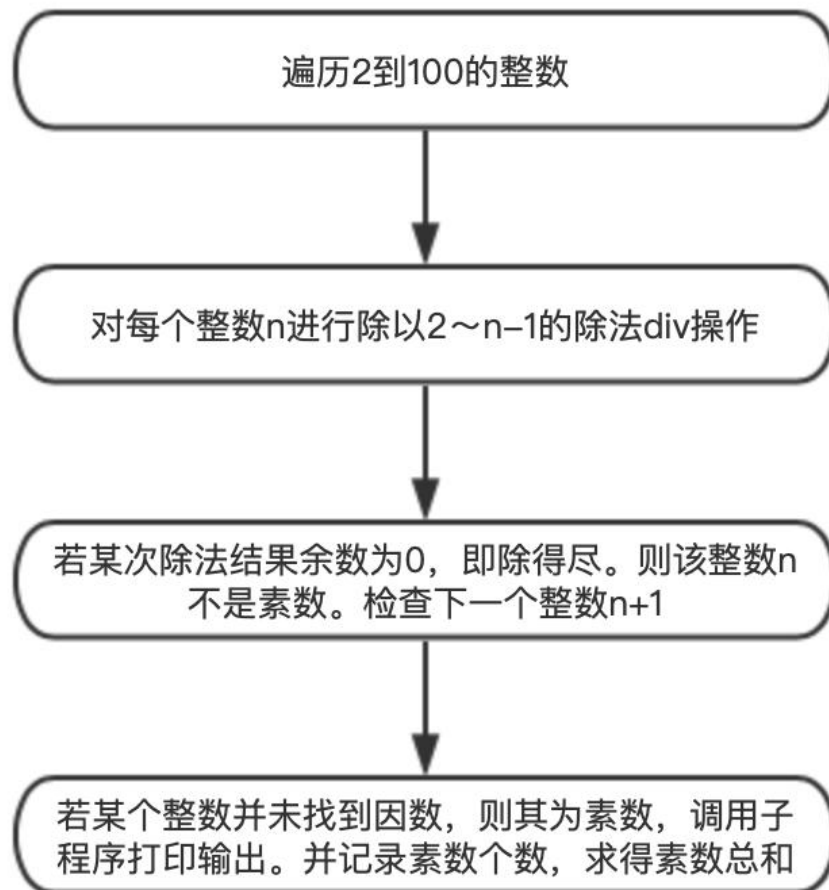 遍历2到100的整数
对每个整数n进行除以2～n-1的除法div操作
若某次除法结果余数为0，即除得尽。则该整数n
不是素数。检查下一个整数n+1
若某个整数并未找到因数，则其为素数，调用子
程序打印输出。并记录素数个数，求得素数总和